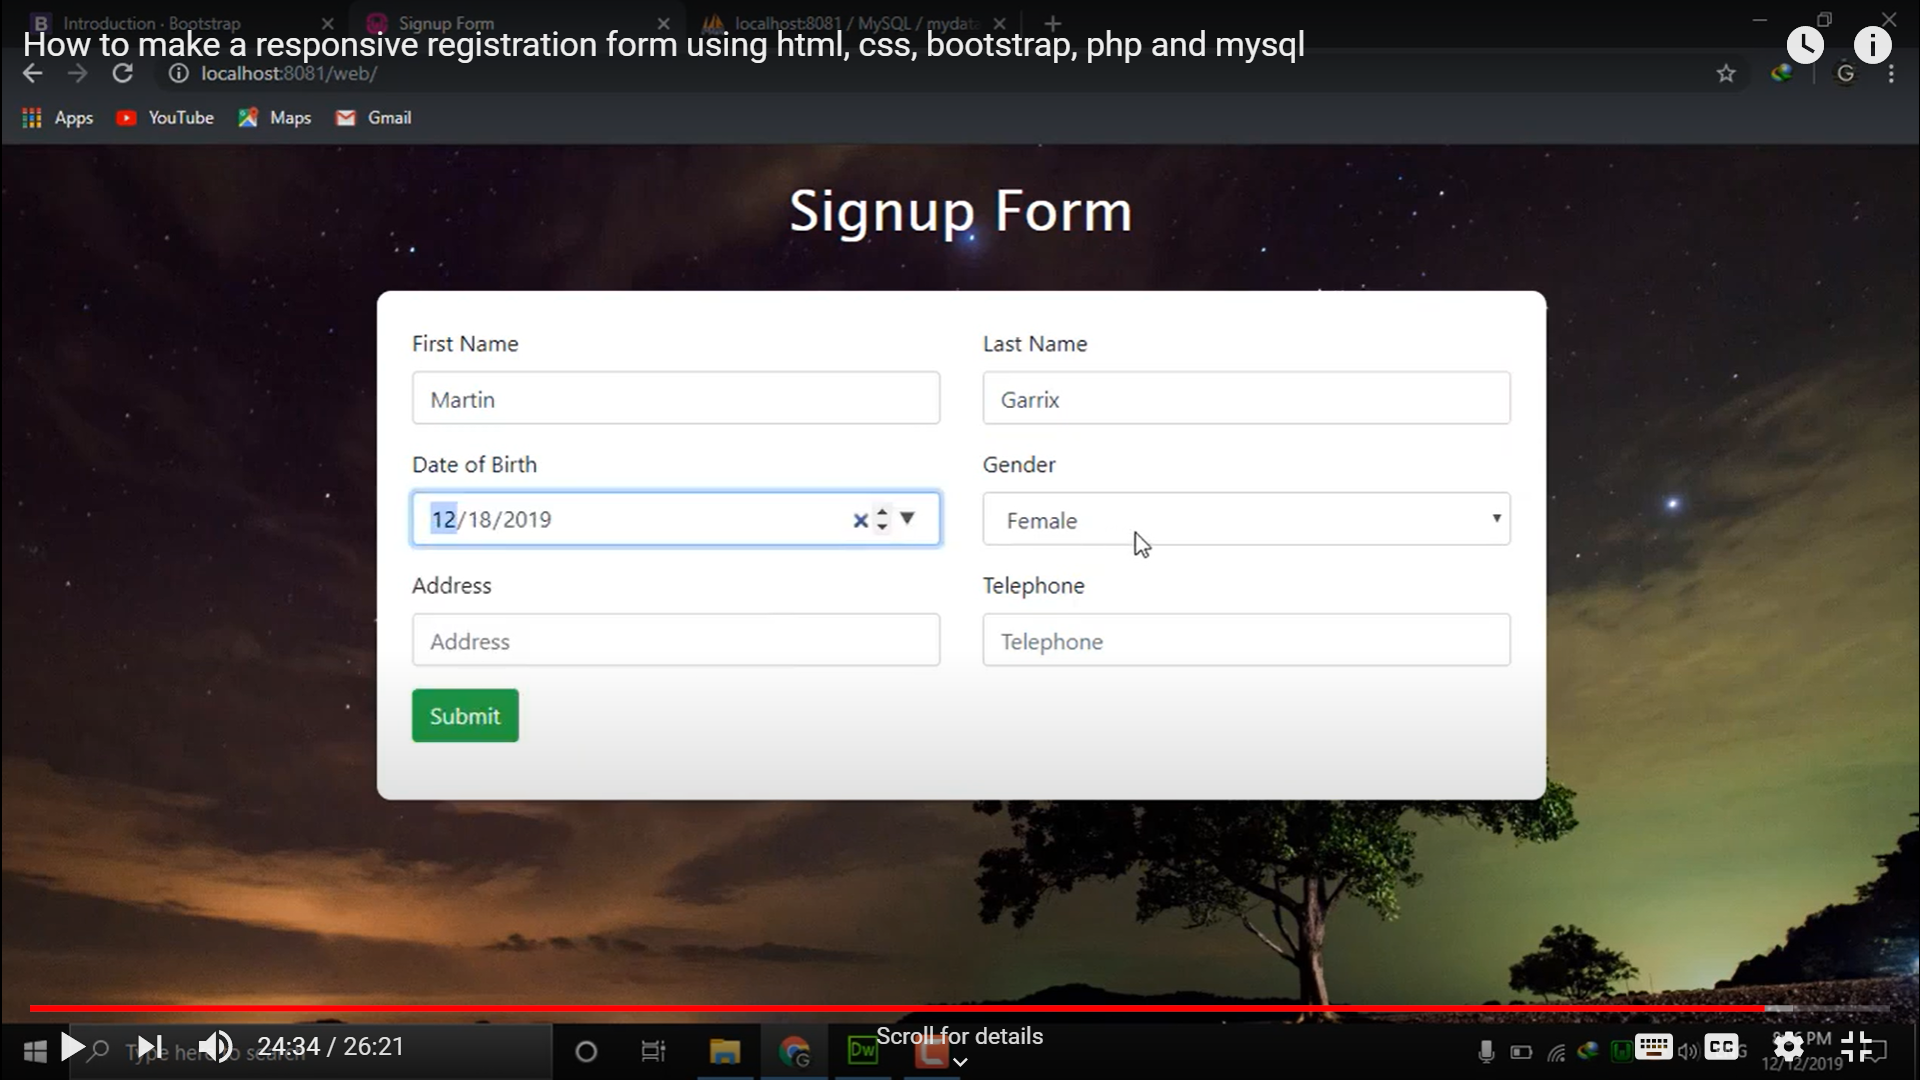 Introduction · Bootstrap
Signup Form
localhost:8081 / MySQL / mydata
How to make a responsive registration form using html, css, bootstrap, php and mysql
localhost:8081/web/
G
Apps
YouTube
Maps
Gmail
Signup Form
First Name
Last Name
Martin
Garrix
Date of Birth
Gender
12/18/2019
Female
Address
Telephone
Address
Telephone
Submit
Scroll for details
Type here to search
24:34 / 26:21
Dw
CC
PM
12/12/2019